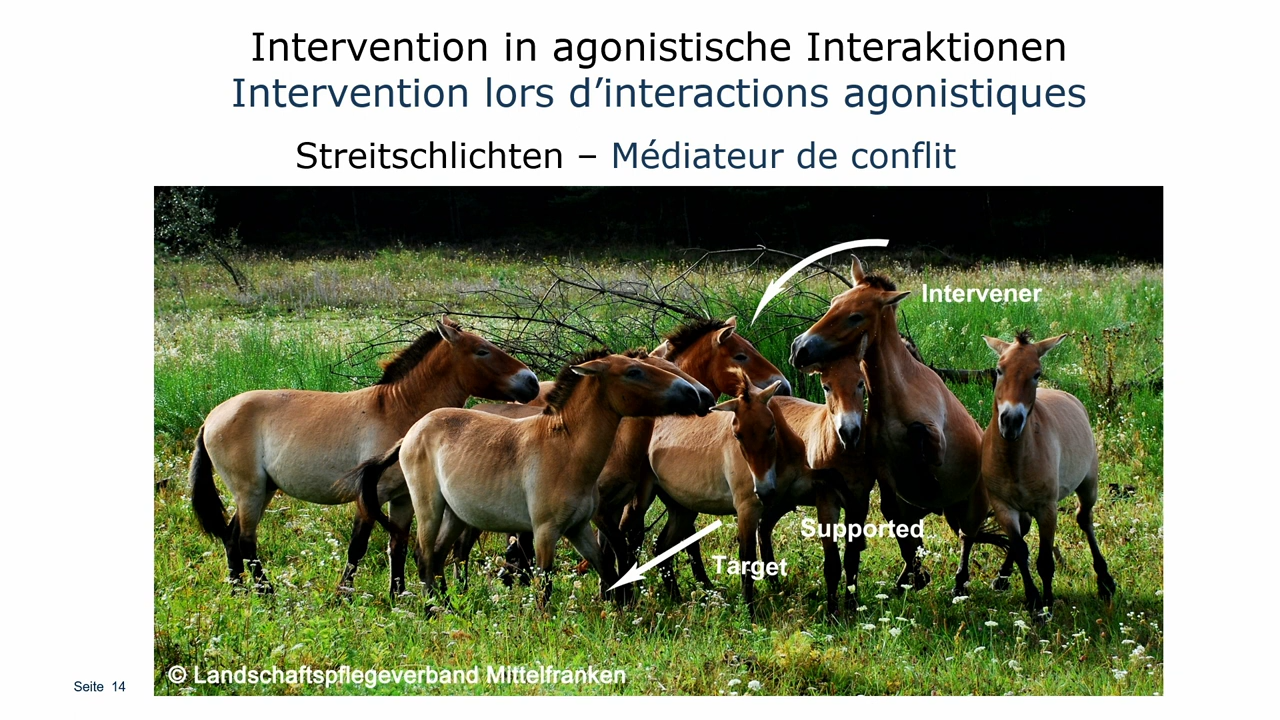 Intervention in agonistische Interaktionen
Intervention lors d’interactions agonistiques
Streitschlichten – Médiateur de conflit
Intervener
Supported
Target
© Landschaftspflegeverband Mittelfranken
Seite 14